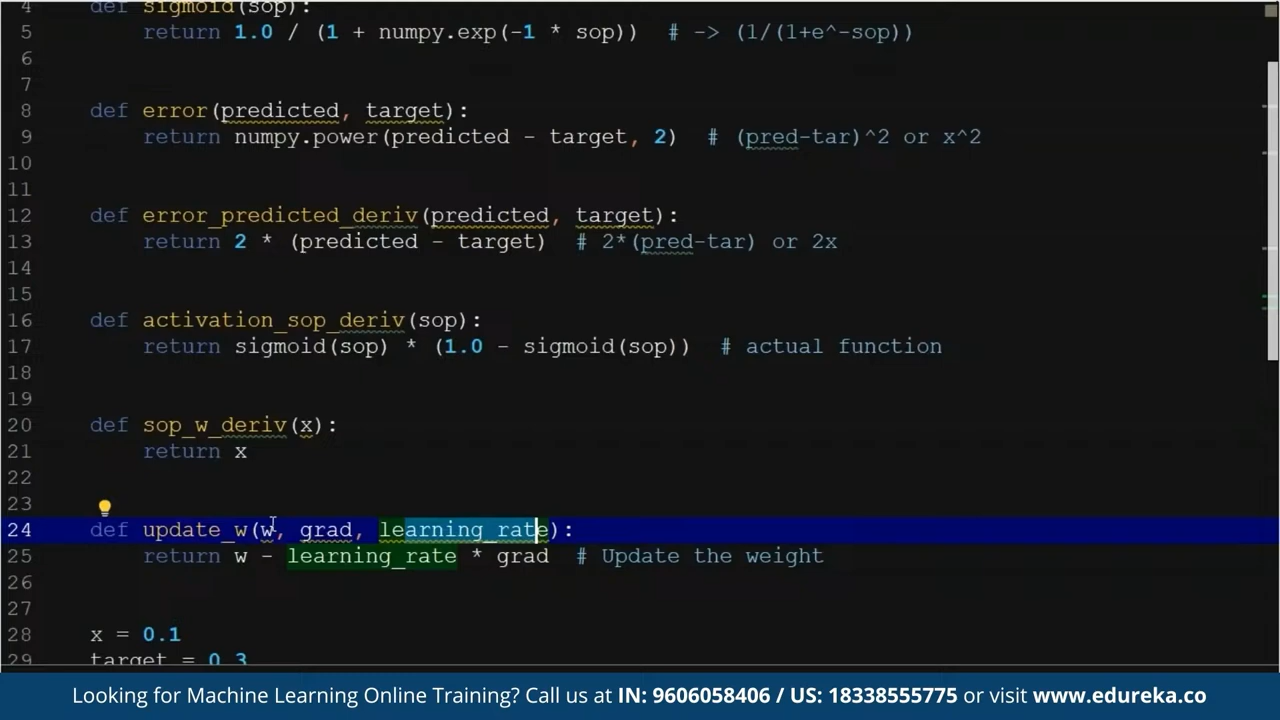 4 def sigmoid(sop):
5 return 1.0 / (1 + numpy.exp(-1 * sop)) # -> (1/(1+e^-sop))
6
7
8 def error(predicted, target):
9 return numpy.power(predicted - target, 2) # (pred-tar)^2 or x^2
10
11
12 def error_predicted_deriv(predicted, target):
13 return 2 * (predicted - target) # 2*(pred-tar) or 2x
14
15
16 def activation_sop_deriv(sop):
17 return sigmoid(sop) * (1.0 - sigmoid(sop)) # actual function
18
19
20 def sop_w_deriv(x):
21 return x
22
23
24 def update_w(w, grad, learning_rate):
25 return w - learning_rate * grad # Update the weight
26
27
28 x = 0.1
29 target = 0.3
Looking for Machine Learning Online Training? Call us at IN: 9606058406 / US: 18338555775 or visit www.edureka.co